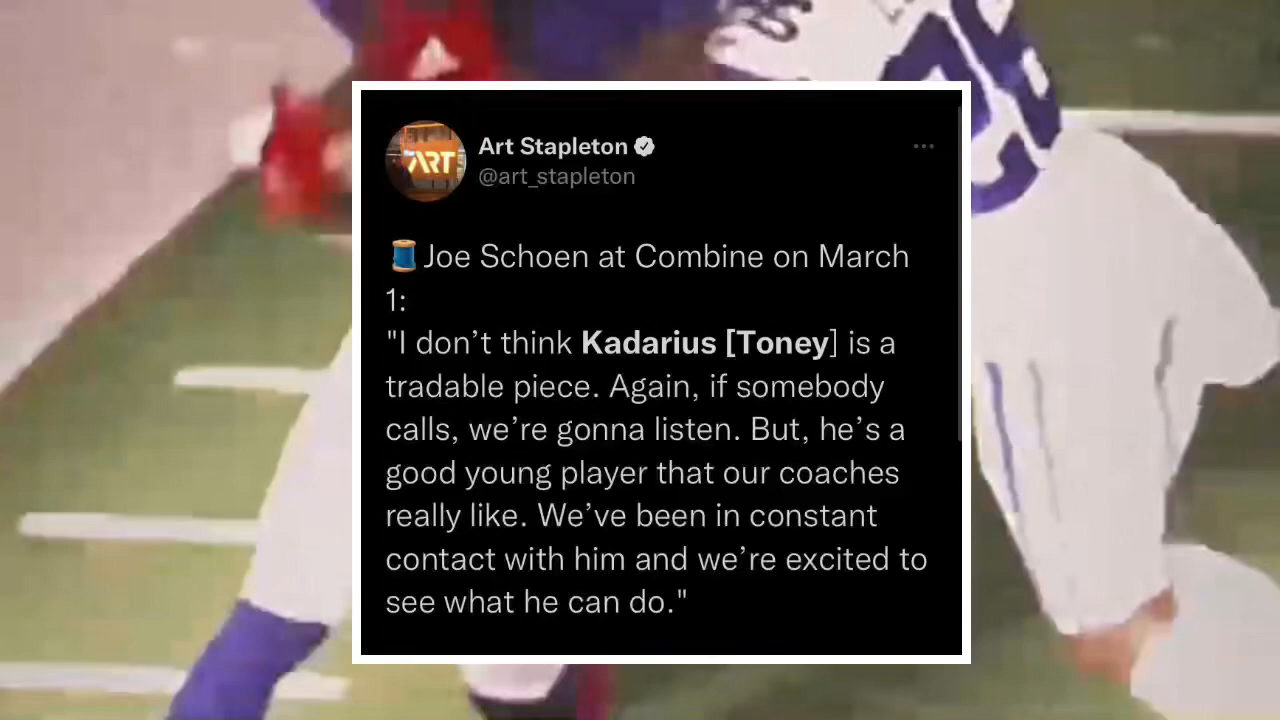 ART
Art Stapleton
@art_stapleton
🧵Joe Schoen at Combine on March
1:
"I don’t think Kadarius [Toney] is a
tradable piece. Again, if somebody
calls, we’re gonna listen. But, he’s a
good young player that our coaches
really like. We’ve been in constant
contact with him and we’re excited to
see what he can do."